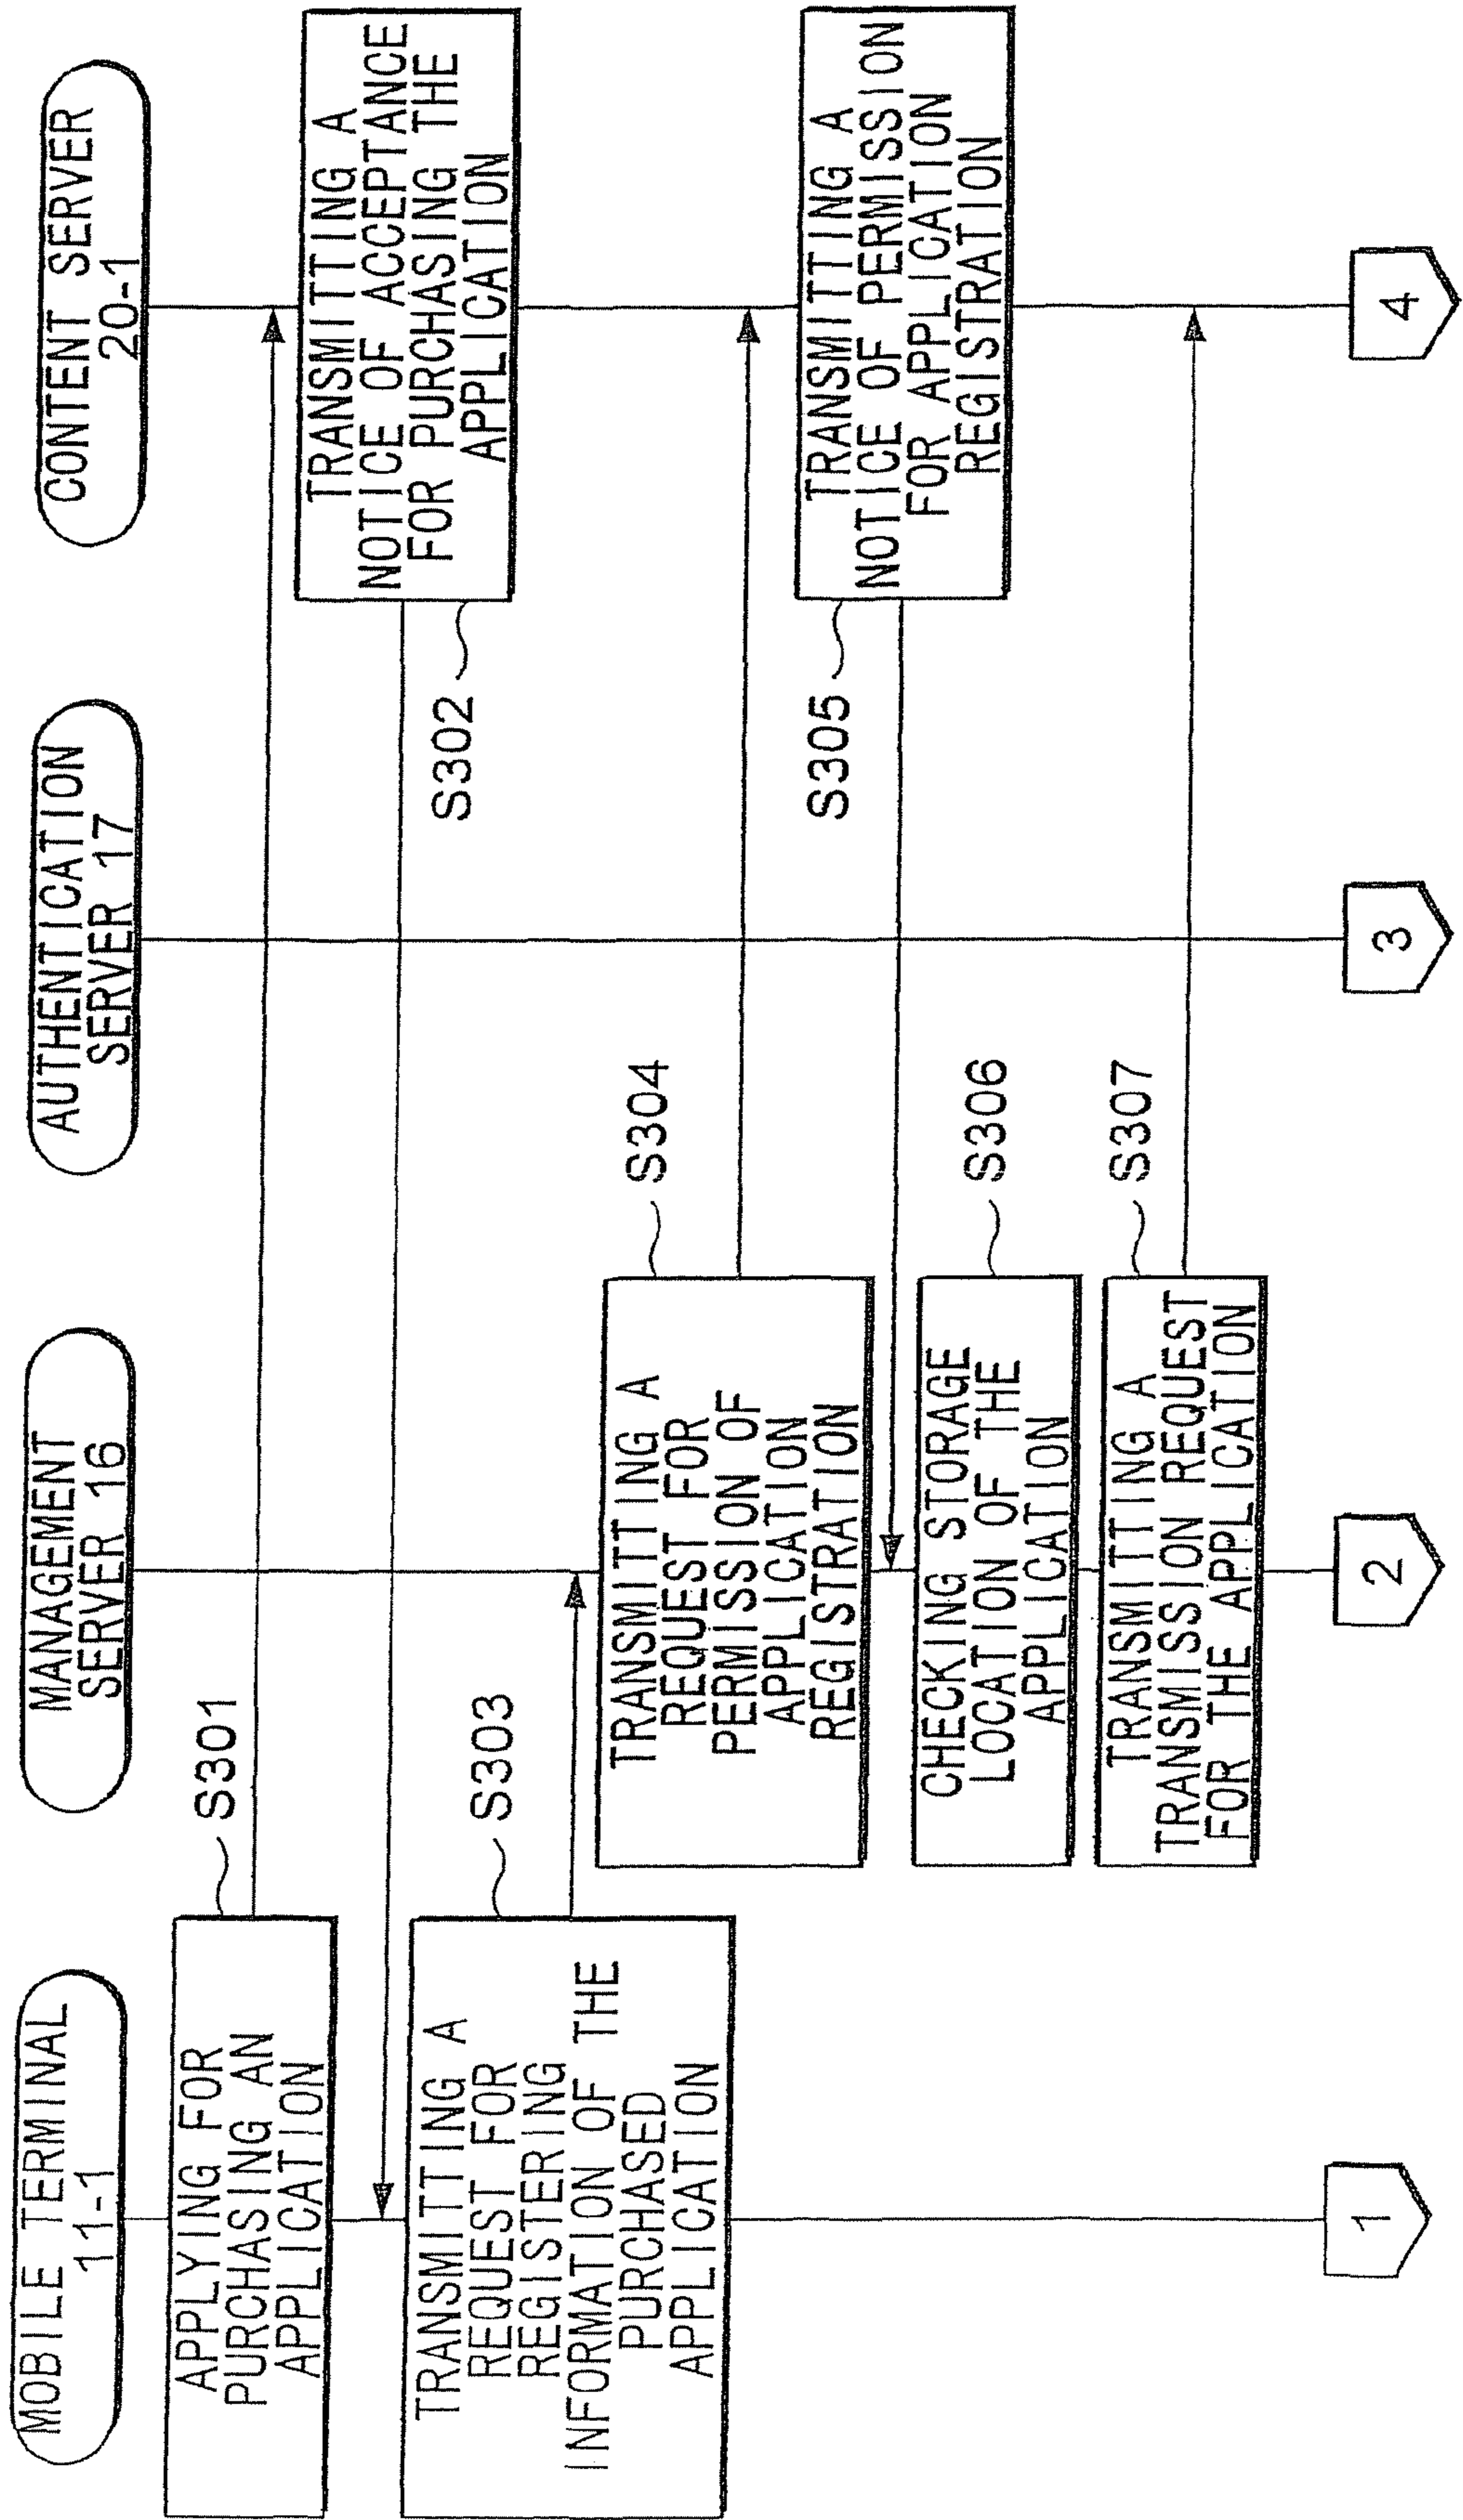 MOBILE TERMINAL
11-1
MANAGEMENT
SERVER 16
AUTHENTICATION
SERVER 17
CONTENT SERVER
20-1
APPLYING FOR
PURCHASING AN
APPLICATION
S301
TRANSMITTING A
NOTICE OF ACCEPTANCE
FOR PURCHASING THE
APPLICATION
S302
TRANSMITTING A
REQUEST FOR
REGISTERING
INFORMATION OF THE
PURCHASED
APPLICATION
S303
TRANSMITTING A
REQUEST FOR
PERMISSION OF
APPLICATION
REGISTRATION
S304
TRANSMITTING A
NOTICE OF PERMISSION
FOR APPLICATION
REGISTRATION
S305
CHECKING STORAGE
LOCATION OF THE
APPLICATION
S306
TRANSMITTING A
TRANSMISSION REQUEST
FOR THE APPLICATION
S307
1
2
3
4